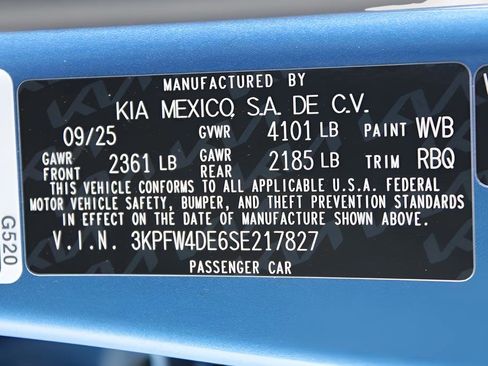 MANUFACTURED BY
KIA MEXICO, S.A. DE C.V.
09/25 GVWR 4101 LB PAINT WVB
GAWR FRONT 2361 LB GAWR REAR 2185 LB TRIM RBQ
THIS VEHICLE CONFORMS TO ALL APPLICABLE U.S.A. FEDERAL
MOTOR VEHICLE SAFETY, BUMPER, AND THEFT PREVENTION STANDARDS
IN EFFECT ON THE DATE OF MANUFACTURE SHOWN ABOVE.
V.I.N. 3KPFW4DE6SE217827
PASSENGER CAR
G520